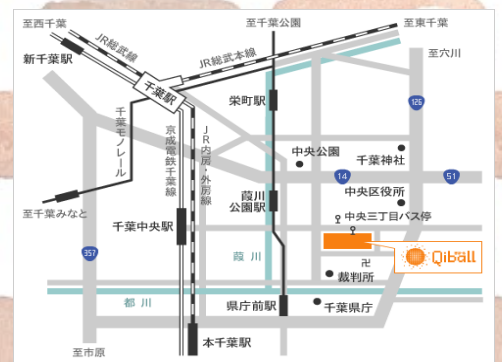 至西千葉
至千葉公園
至東千葉
JR総武線
JR総武本線
至穴川
新千葉駅
千葉駅
栄町駅
126
千葉モノレール
京成電鉄千葉線
JR内房・外房線
中央公園
千葉神社
14
51
葭川
公園駅
中央区役所
至千葉みなと
千葉中央駅
中央三丁目バス停
357
葭川
卍
Qiball
裁判所
都川
県庁前駅
千葉県庁
本千葉駅
至市原